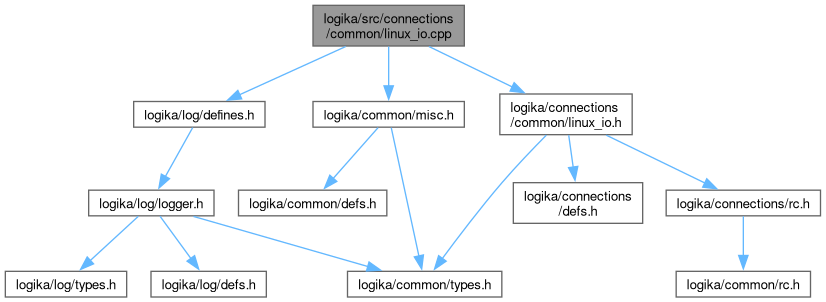 logika/src/connections
/common/linux_io.cpp
logika/log/defines.h
logika/common/misc.h
logika/connections
/common/linux_io.h
logika/log/logger.h
logika/common/defs.h
logika/connections
/defs.h
logika/connections/rc.h
logika/log/types.h
logika/log/defs.h
logika/common/types.h
logika/common/rc.h